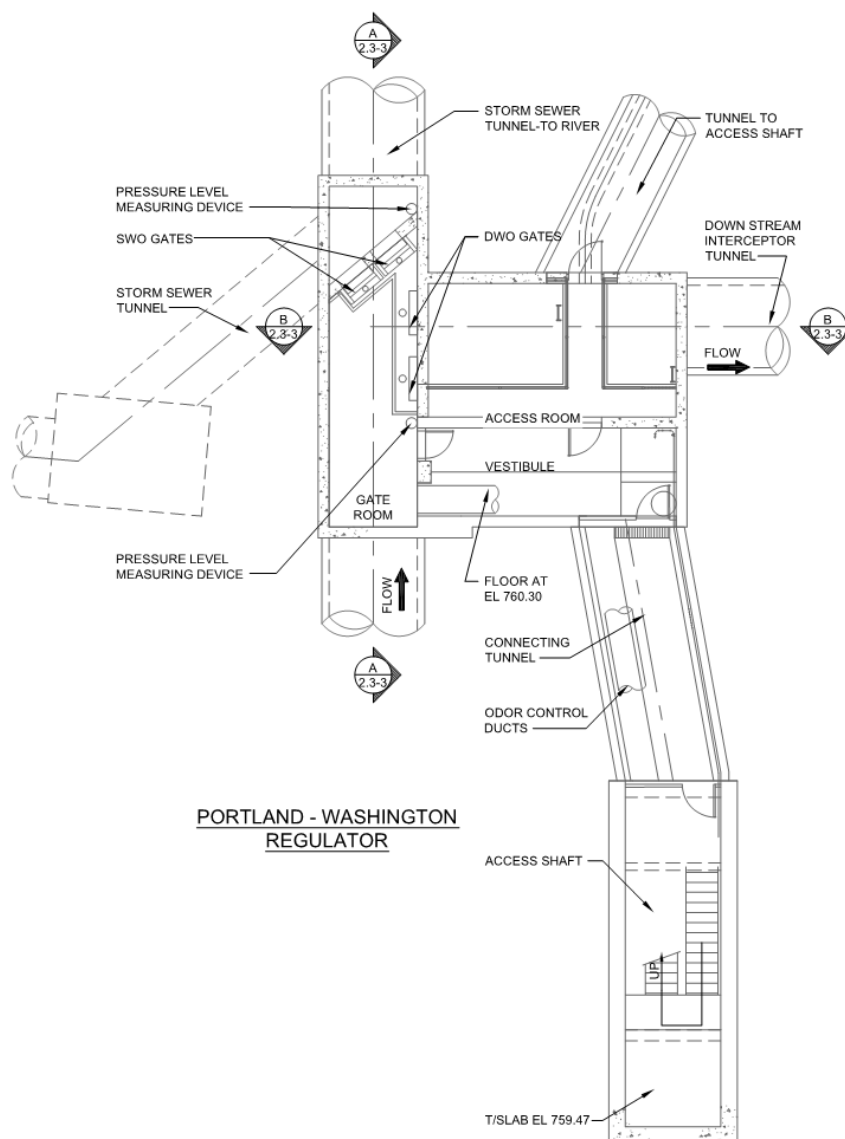 A
2.3-3
STORM SEWER
TUNNEL-TO RIVER
TUNNEL TO
ACCESS SHAFT
PRESSURE LEVEL
MEASURING DEVICE
SWO GATES
DWO GATES
DOWN STREAM
INTERCEPTOR
TUNNEL
STORM SEWER
TUNNEL
B
2.3-3
B
2.3-3
FLOW
ACCESS ROOM
VESTIBULE
GATE
ROOM
PRESSURE LEVEL
MEASURING DEVICE
FLOW
FLOOR AT
EL 760.30
CONNECTING
TUNNEL
A
2.3-3
ODOR CONTROL
DUCTS
PORTLAND - WASHINGTON
REGULATOR
ACCESS SHAFT
UP
T/SLAB EL 759.47